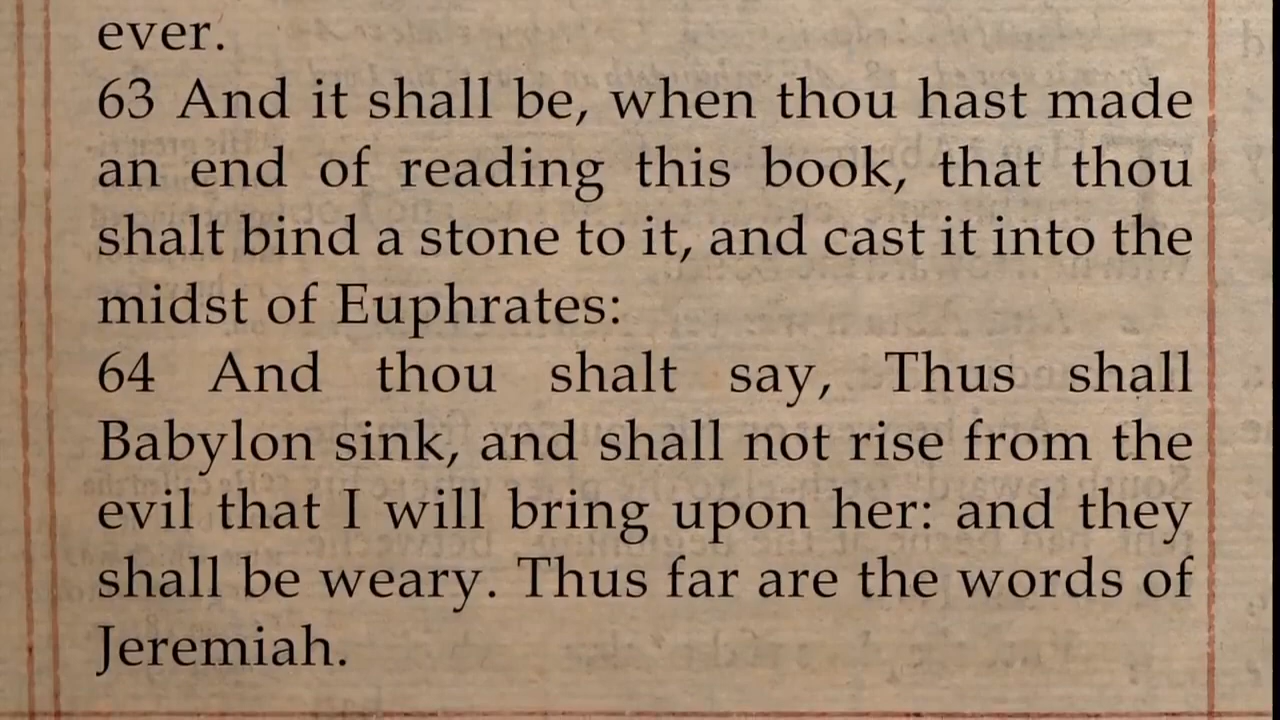 ever.
63 And it shall be, when thou hast made
an end of reading this book, that thou
shalt bind a stone to it, and cast it into the
midst of Euphrates:
64 And thou shalt say, Thus shall
Babylon sink, and shall not rise from the
evil that I will bring upon her: and they
shall be weary. Thus far are the words of
Jeremiah.